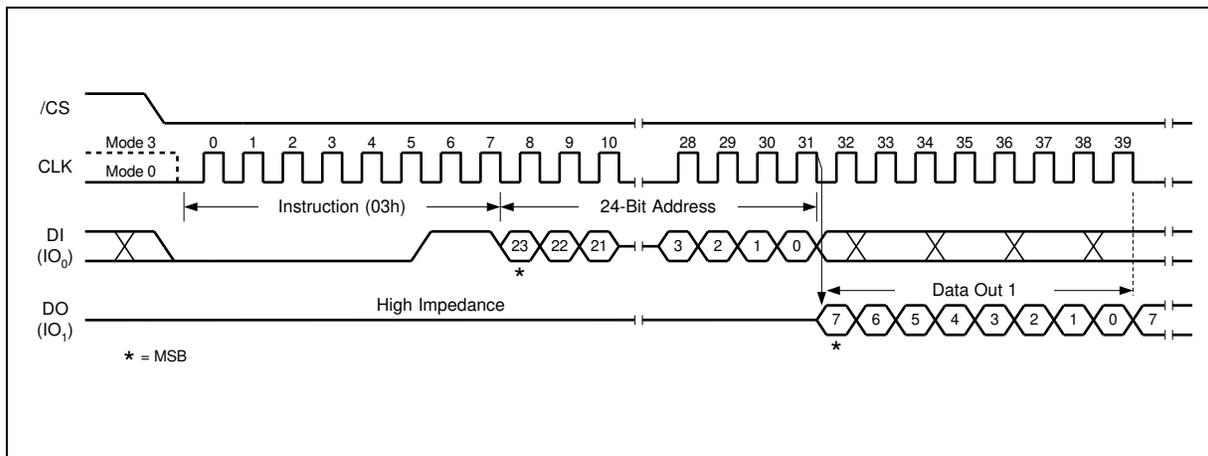 /CS
Mode 3
0 1 2 3 4 5 6 7 8 9 10 28 29 30 31 32 33 34 35 36 37 38 39
CLK
Mode 0
Instruction (03h)
24-Bit Address
DI
(IO0)
23 22 21 3 2 1 0
*
Data Out 1
High Impedance
DO
(IO1)
7 6 5 4 3 2 1 0 7
*
* = MSB